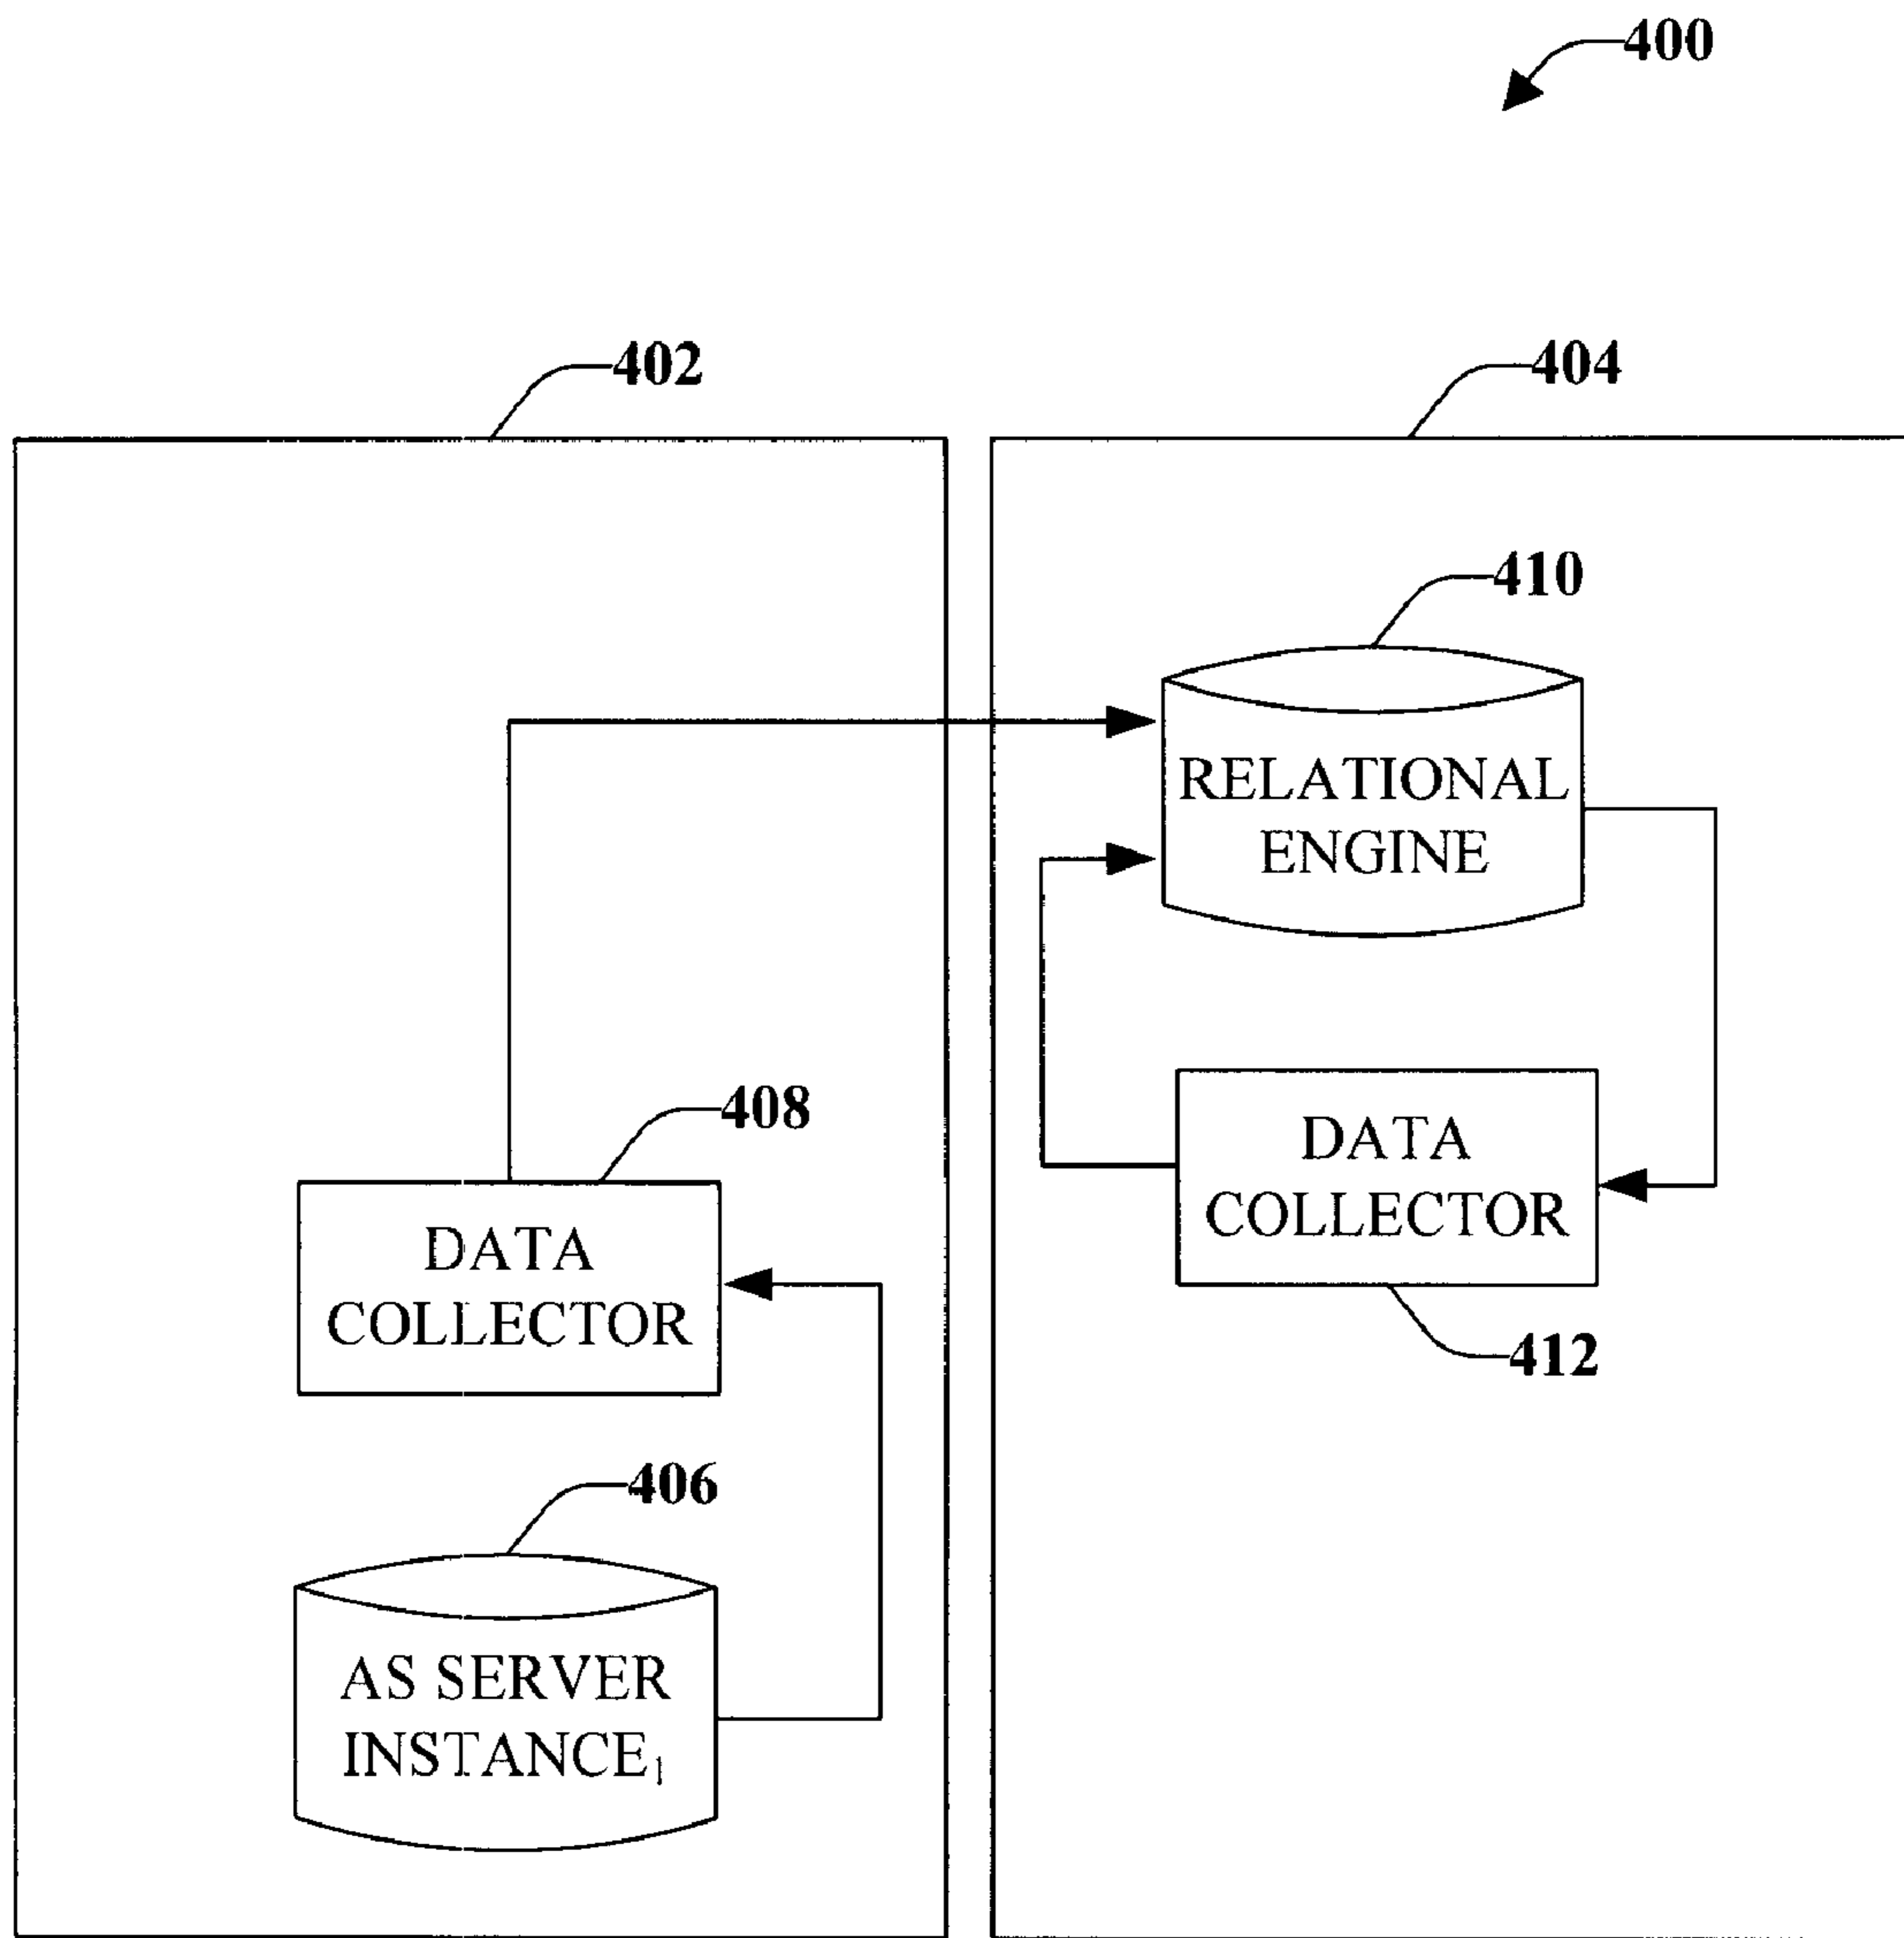 400
402
404
410
RELATIONAL
ENGINE
408
DATA
COLLECTOR
DATA
COLLECTOR
412
406
AS SERVER
INSTANCE₁